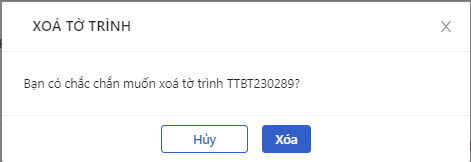 XOÁ TỜ TRÌNH
Bạn có chắc chắn muốn xoá tờ trình TTBT230289?
Hủy
Xóa